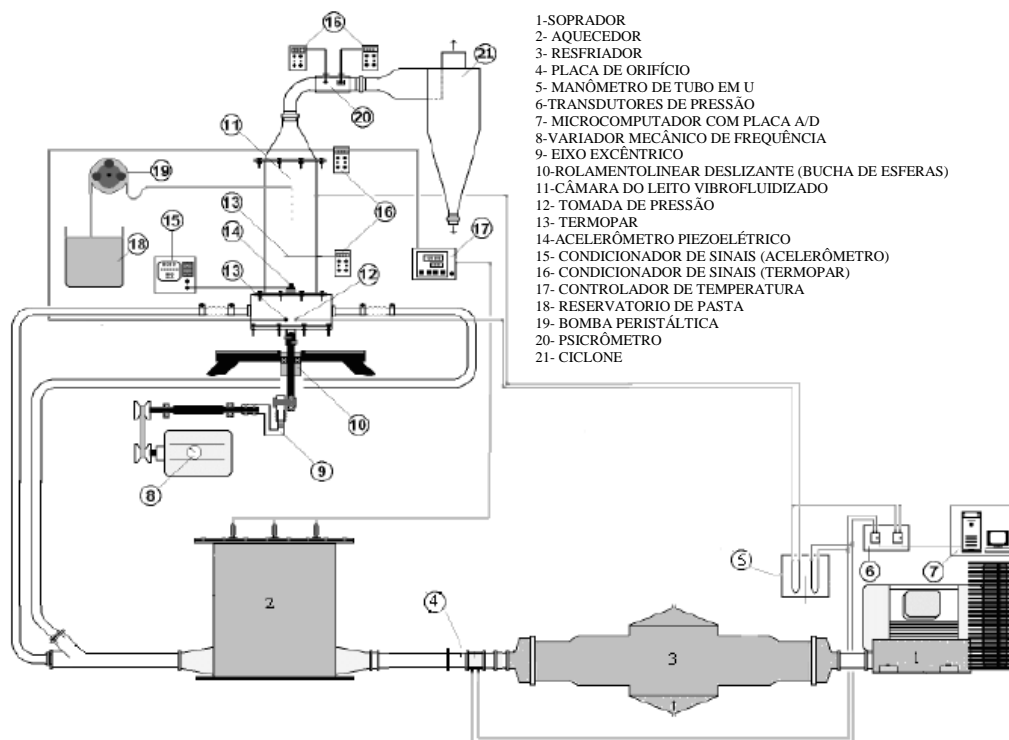 1-SOPRADOR
2- AQUECEDOR
3- RESFRIADOR
4- PLACA DE ORIFÍCIO
5- MANÔMETRO DE TUBO EM U
6-TRANSDUTORES DE PRESSÃO
7- MICROCOMPUTADOR COM PLACA A/D
8-VARIADOR MECÂNICO DE FREQUÊNCIA
9- EIXO EXCÊNTRICO
10-ROLAMENTOLINEAR DESLIZANTE (BUCHA DE ESFERAS)
11-CÂMARA DO LEITO VIBROFLUIDIZADO
12- TOMADA DE PRESSÃO
13- TERMOPAR
14-ACELERÔMETRO PIEZOELÉTRICO
15- CONDICIONADOR DE SINAIS (ACELERÔMETRO)
16- CONDICIONADOR DE SINAIS (TERMOPAR)
17- CONTROLADOR DE TEMPERATURA
18- RESERVATORIO DE PASTA
19- BOMBA PERISTÁLTICA
20- PSICRÔMETRO
21- CICLONE
16
21
20
11
19
13
16
15
14
17
18
13
12
10
9
8
5
6
7
2
4
3
1
1